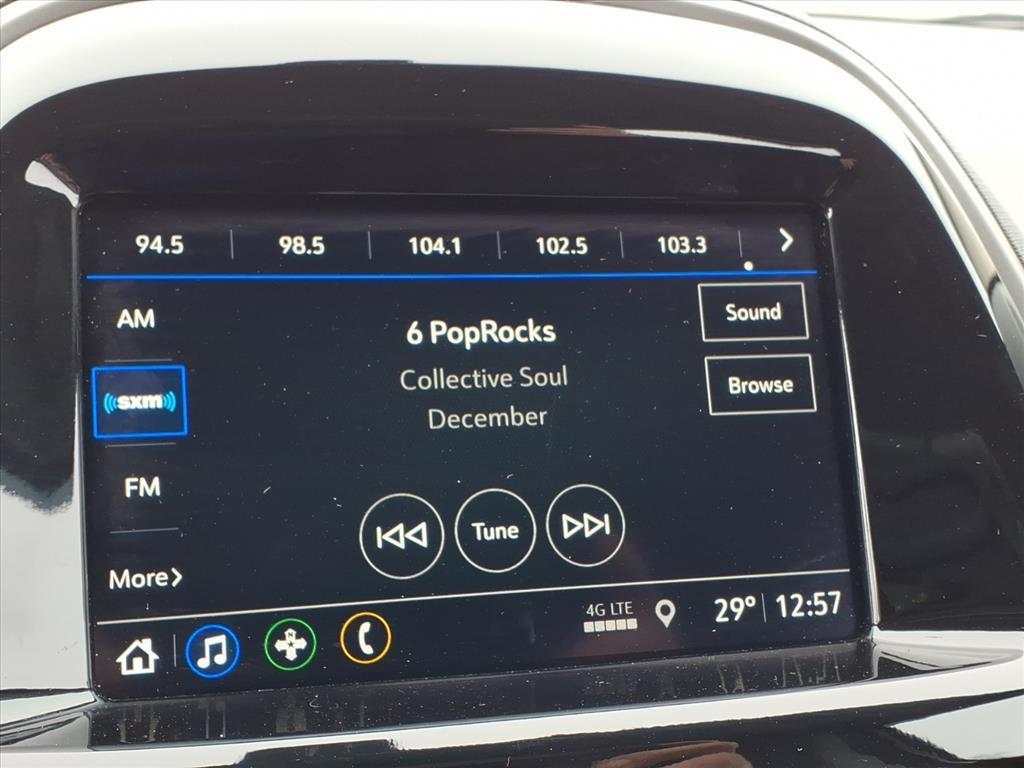 94.5 98.5 104.1 102.5 103.3
AM
6 PopRocks
Sound
Collective Soul
Browse
sxm
December
FM
Tune
More
4G LTE
29° 12:57
N